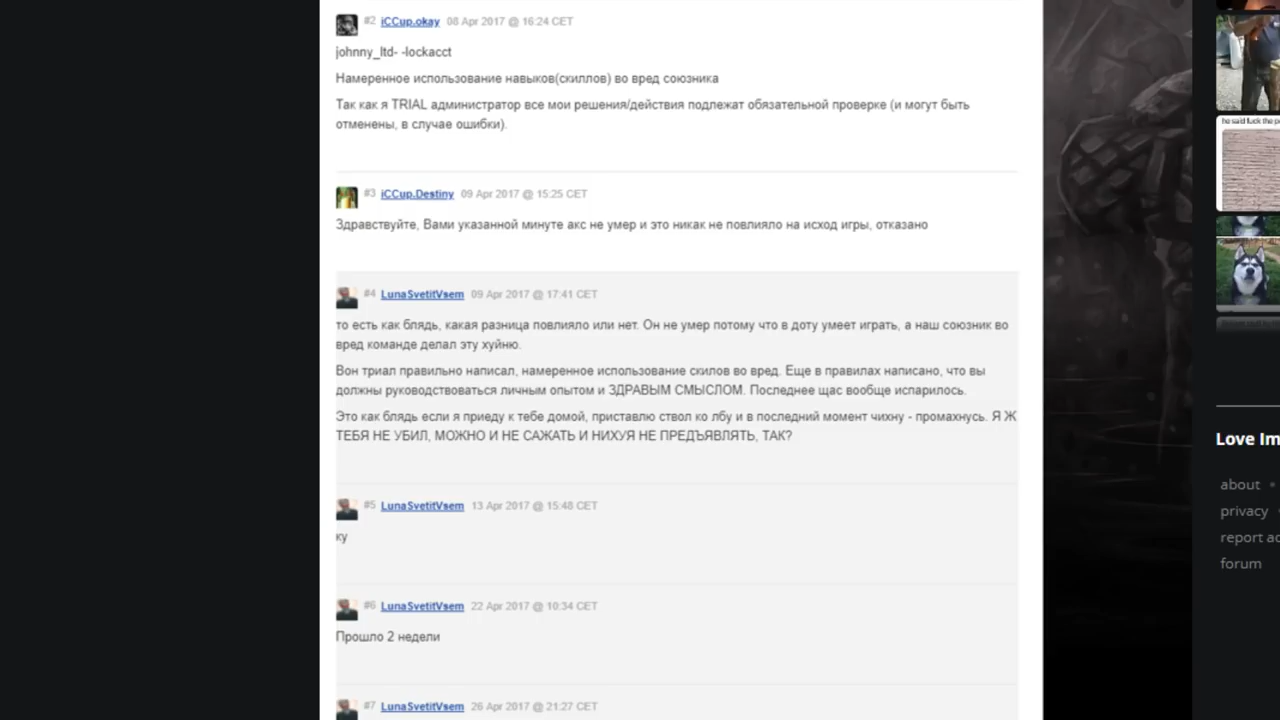 #2 iCCup.okay 08 Apr 2017 @ 16:24 CET
johnny_ltd- -lockacct
Намеренное использование навыков(скиллов) во вред союзника
Так как я TRIAL администратор все мои решения/действия подлежат обязательной проверке (и могут быть
отменены, в случае ошибки).
#3 iCCup.Destiny 09 Apr 2017 @ 15:25 CET
Здравствуйте, Вами указанной минуте акс не умер и это никак не повлияло на исход игры, отказано
#4 LunaSvetitVsem 09 Apr 2017 @ 17:41 CET
то есть как блядь, какая разница повлияло или нет. Он не умер потому что в доту умеет играть, а наш союзник во
вред команде делал эту хуйню.
Вон триал правильно написал, намеренное использование скилов во вред. Еще в правилах написано, что вы
должны руководствоваться личным опытом и ЗДРАВЫМ СМЫСЛОМ. Последнее щас вообще испарилось.
Это как блядь если я приеду к тебе домой, приставлю ствол ко лбу и в последний момент чихну - промахнусь. Я Ж
ТЕБЯ НЕ УБИЛ, МОЖНО И НЕ САЖАТЬ И НИХУЯ НЕ ПРЕДЪЯВЛЯТЬ, ТАК?
#5 LunaSvetitVsem 13 Apr 2017 @ 15:48 CET
ку
#6 LunaSvetitVsem 22 Apr 2017 @ 10:34 CET
Прошло 2 недели
#7 LunaSvetitVsem 26 Apr 2017 @ 21:27 CET
he said fuck the p
Love Im
about •
privacy
report ac
forum